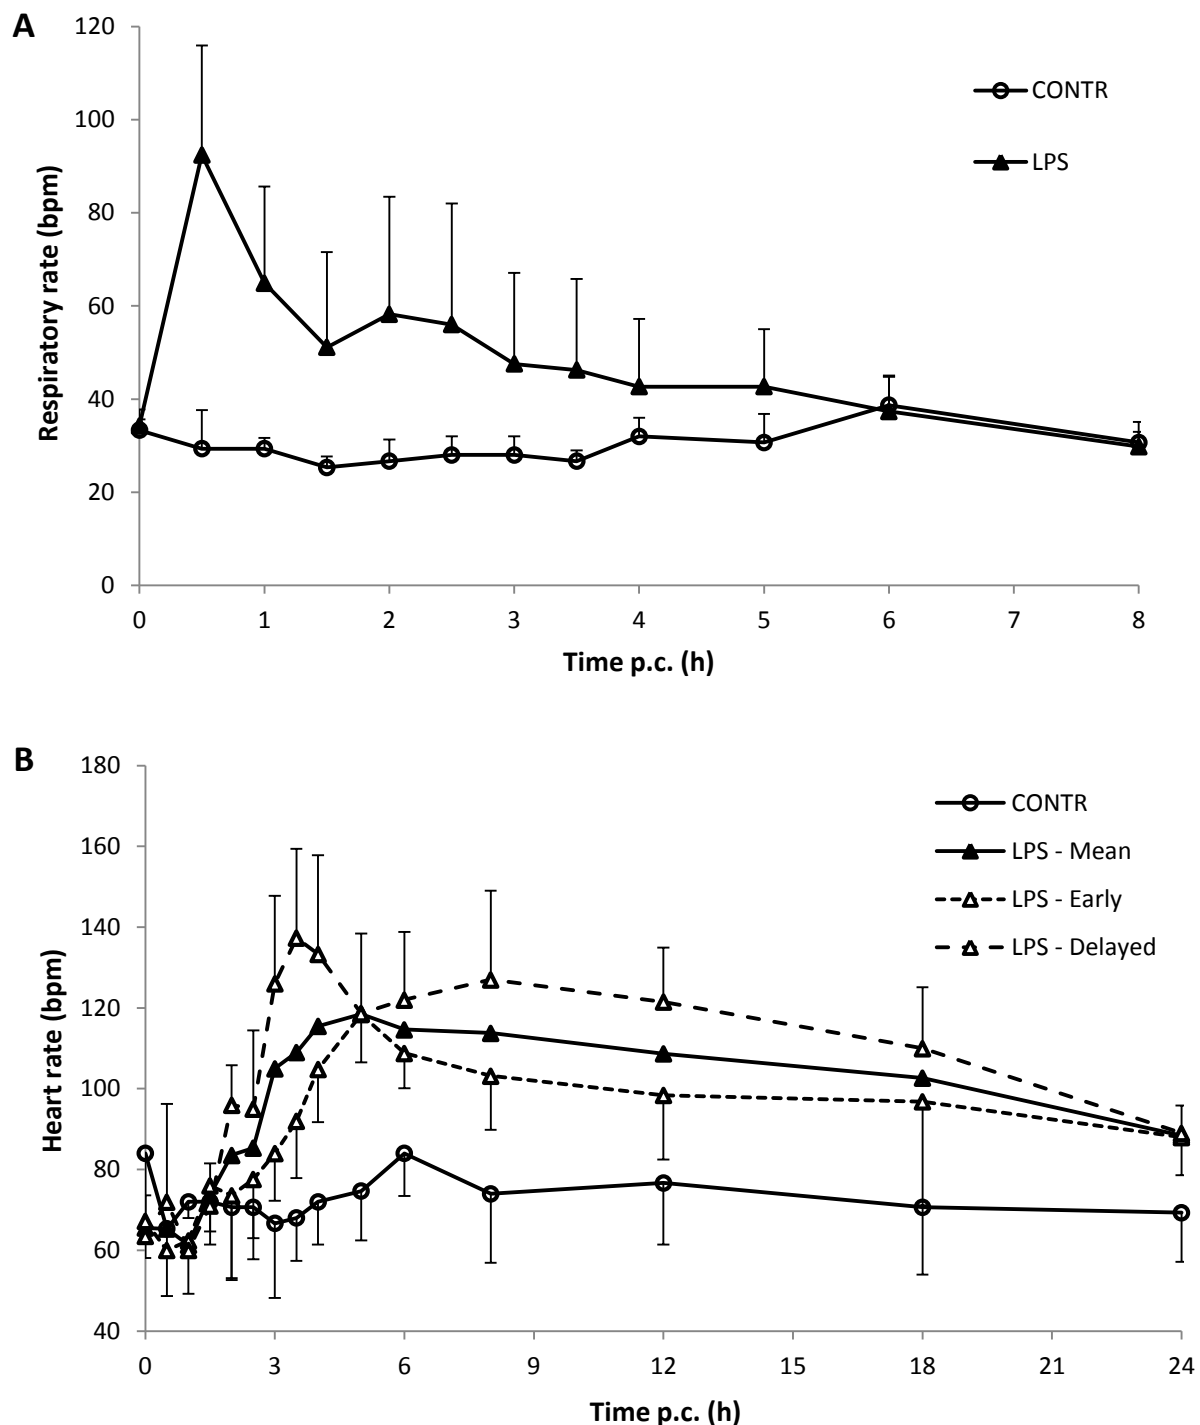 A
120
100
80
60
40
20
0
Respiratory rate (bpm)
CONTR
LPS
0 1 2 3 4 5 6 7 8
Time p.c. (h)
B
180
160
140
120
100
80
60
40
Heart rate (bpm)
CONTR
LPS - Mean
LPS - Early
LPS - Delayed
0 3 6 9 12 15 18 21 24
Time p.c. (h)